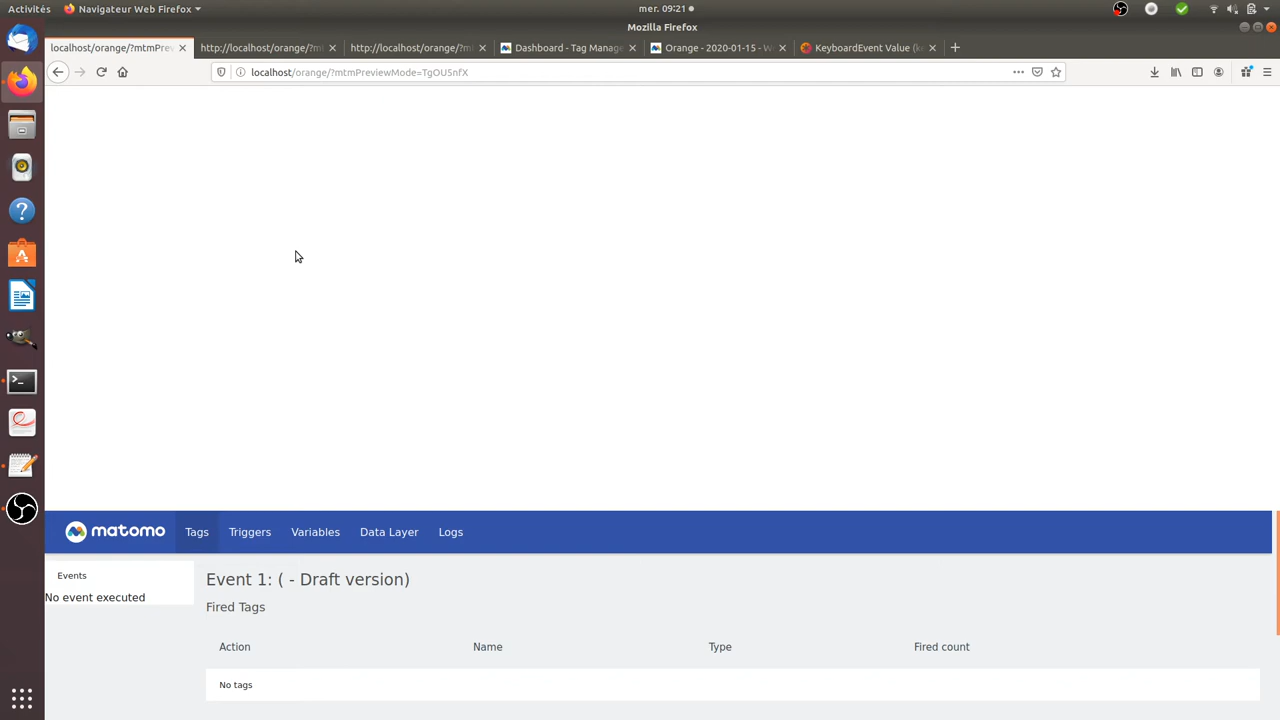 Activités
Navigateur Web Firefox
mer. 09:21
Mozilla Firefox
localhost/orange/?mtmPrev
http://localhost/orange/?m
http://localhost/orange/?m
Dashboard - Tag Manage
Orange - 2020-01-15 - W
KeyboardEvent Value (k
localhost/orange/?mtmPreviewMode=TgOU5nfX
matomo
Tags
Triggers
Variables
Data Layer
Logs
Events
No event executed
Event 1: ( - Draft version)
Fired Tags
Action
Name
Type
Fired count
No tags